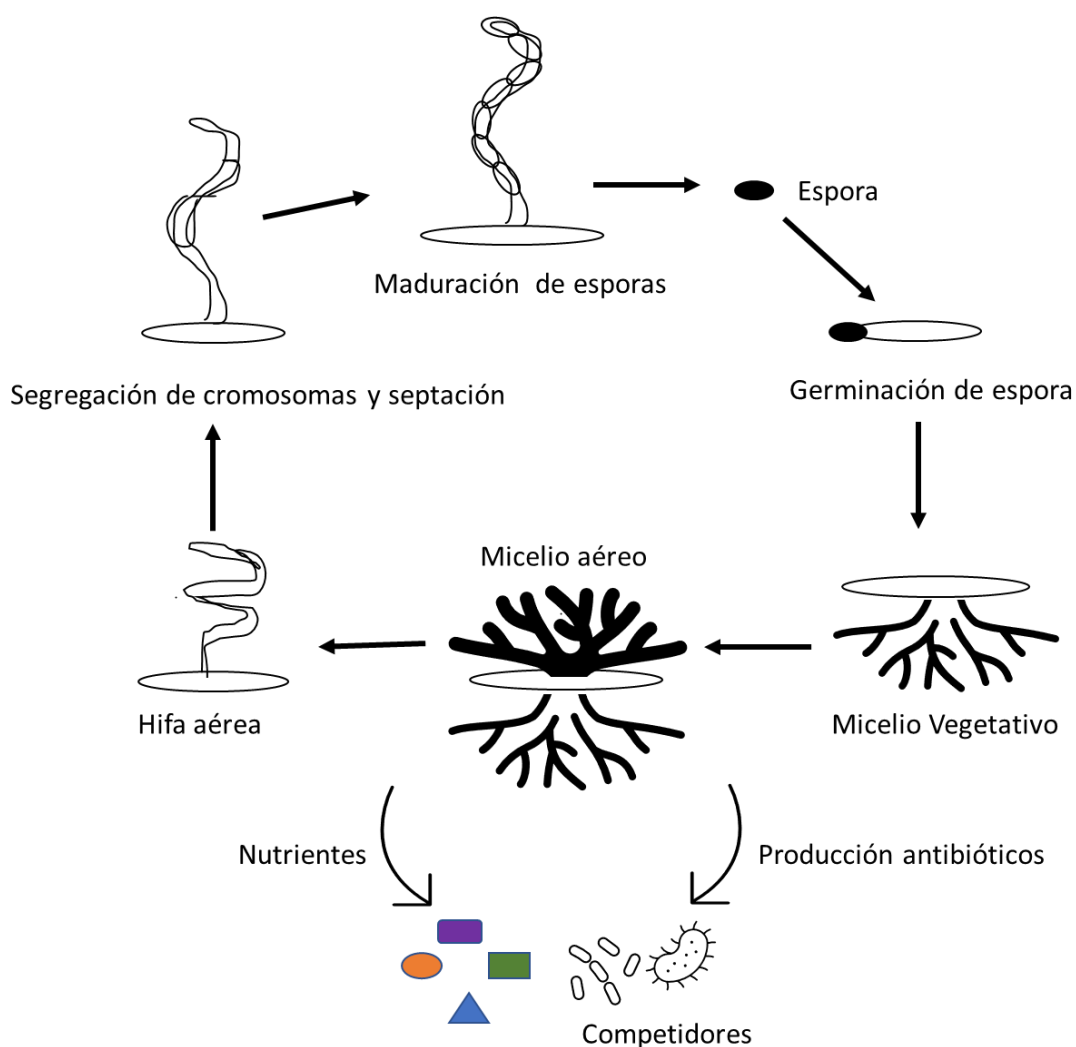 Espora
Maduración de esporas
Germinación de espora
Segregación de cromosomas y septación
Micelio aéreo
Hifa aérea
Micelio Vegetativo
Nutrientes
Producción antibióticos
Competidores